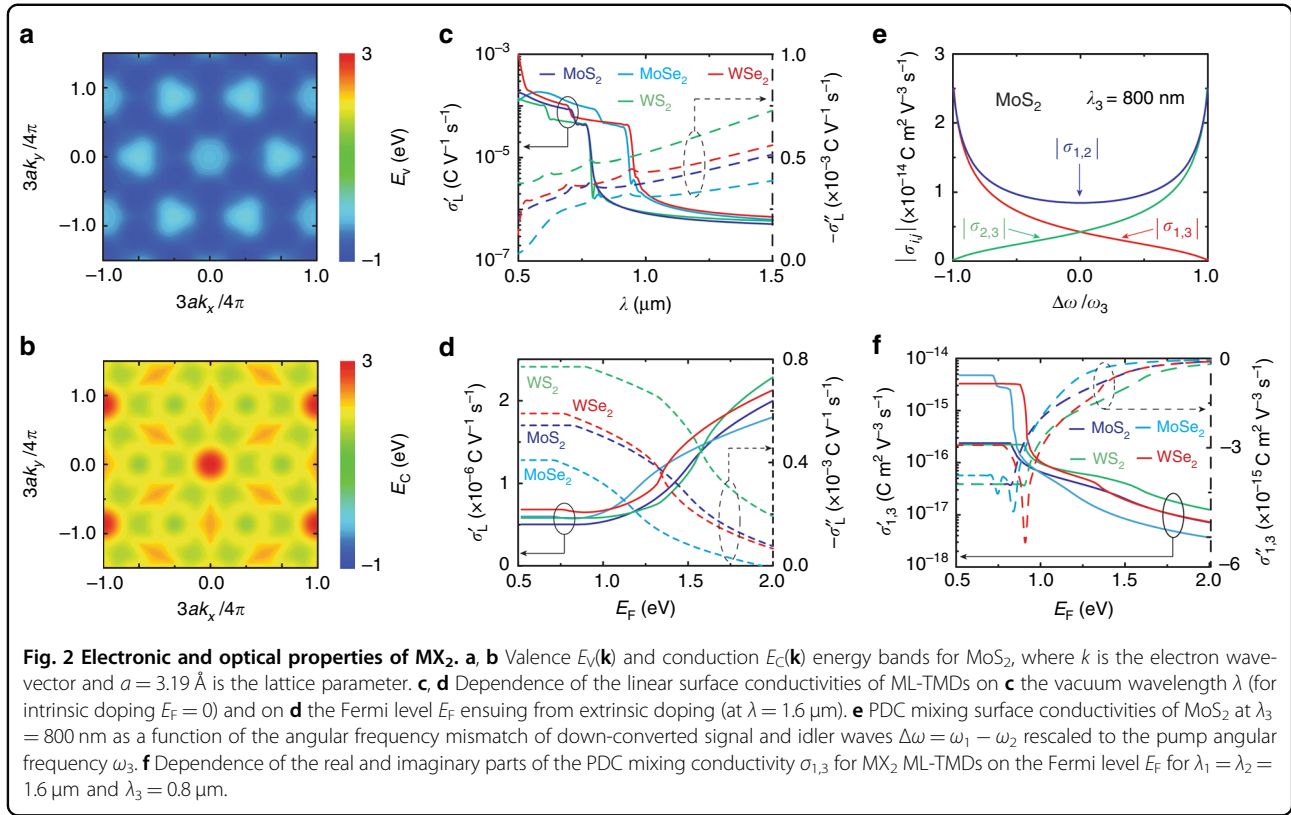 a
1.0
0.0
−1.0
3ak_y/4π
−1.0
0.0
1.0
3ak_x/4π
3
−1
E_v (eV)
b
1.0
0.0
−1.0
3ak_y/4π
−1.0
0.0
1.0
3ak_x/4π
3
−1
E_C (eV)
c
10⁻³
10⁻⁵
10⁻⁷
σ′_L (C V⁻¹ s⁻¹)
MoS₂
MoSe₂
WSe₂
WS₂
1.0
0.5
0.0
−σ″_L (×10⁻³ C V⁻¹ s⁻¹)
0.5
1.0
1.5
λ (μm)
d
2
1
0
σ′_L (×10⁻⁶ C V⁻¹ s⁻¹)
WS₂
WSe₂
MoS₂
MoSe₂
0.8
0.4
0.0
−σ″_L (×10⁻³ C V⁻¹ s⁻¹)
0.5
1.0
1.5
2.0
E_F (eV)
e
3
2
1
0
|σ_i,j| (×10⁻¹⁴ C m² V⁻³ s⁻¹)
MoS₂
λ₃ = 800 nm
|σ₁,₂|
|σ₂,₃|
|σ₁,₃|
−1.0
0.0
1.0
Δω/ω₃
f
10⁻¹⁴
10⁻¹⁵
10⁻¹⁶
10⁻¹⁷
10⁻¹⁸
σ′₁,₃ (C m² V⁻³ s⁻¹)
MoS₂
MoSe₂
WS₂
WSe₂
0
−3
−6
σ″₁,₃ (×10⁻¹⁵ C m² V⁻³ s⁻¹)
0.5
1.0
1.5
2.0
E_F (eV)
Fig. 2 Electronic and optical properties of MX₂. a, b Valence E_V(k) and conduction E_C(k) energy bands for MoS₂, where k is the electron wave-
vector and a = 3.19 Å is the lattice parameter. c, d Dependence of the linear surface conductivities of ML-TMDs on c the vacuum wavelength λ (for
intrinsic doping E_F = 0) and on d the Fermi level E_F ensuing from extrinsic doping (at λ = 1.6 μm). e PDC mixing surface conductivities of MoS₂ at λ₃
= 800 nm as a function of the angular frequency mismatch of down-converted signal and idler waves Δω = ω₁ − ω₂ rescaled to the pump angular
frequency ω₃. f Dependence of the real and imaginary parts of the PDC mixing conductivity σ₁,₃ for MX₂ ML-TMDs on the Fermi level E_F for λ₁ = λ₂ =
1.6 μm and λ₃ = 0.8 μm.